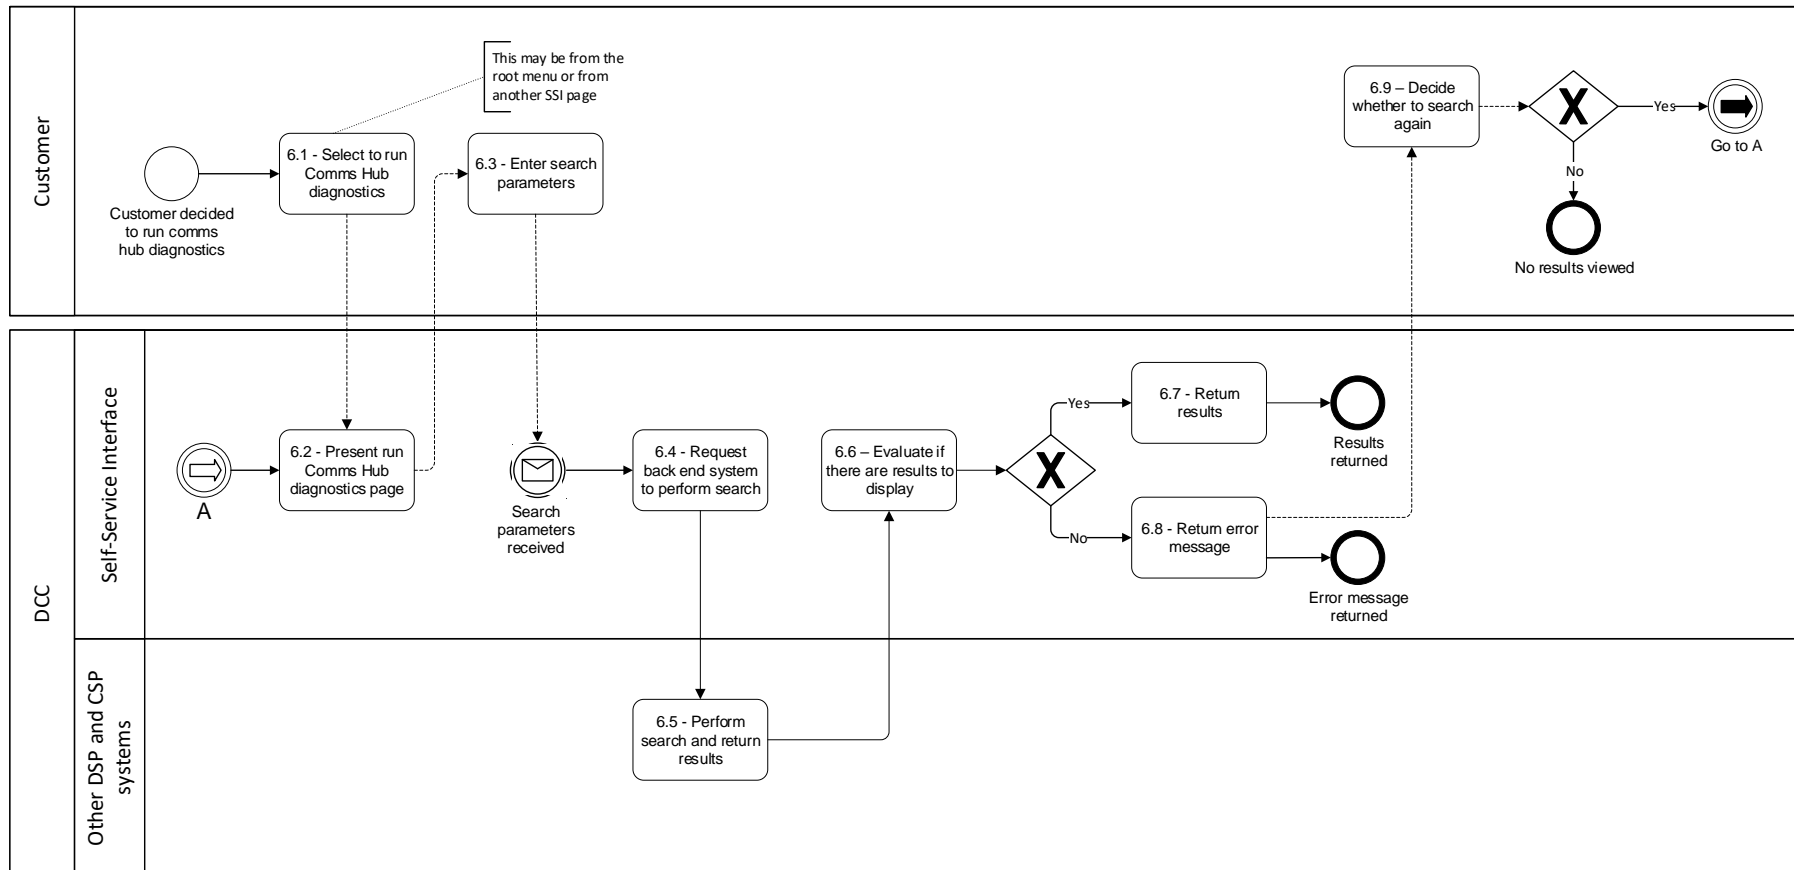 Customer
This may be from the
root menu or from
another SSI page
Customer decided
to run comms
hub diagnostics
6.1 - Select to run
Comms Hub
diagnostics
6.3 - Enter search
parameters
6.9 – Decide
whether to search
again
X
Yes
Go to A
No
No results viewed
DCC
Self-Service Interface
A
6.2 - Present run
Comms Hub
diagnostics page
Search
parameters
received
6.4 - Request
back end system
to perform search
6.6 – Evaluate if
there are results to
display
X
Yes
6.7 - Return
results
Results
returned
No
6.8 - Return error
message
Error message
returned
Other DSP and CSP
systems
6.5 - Perform
search and return
results